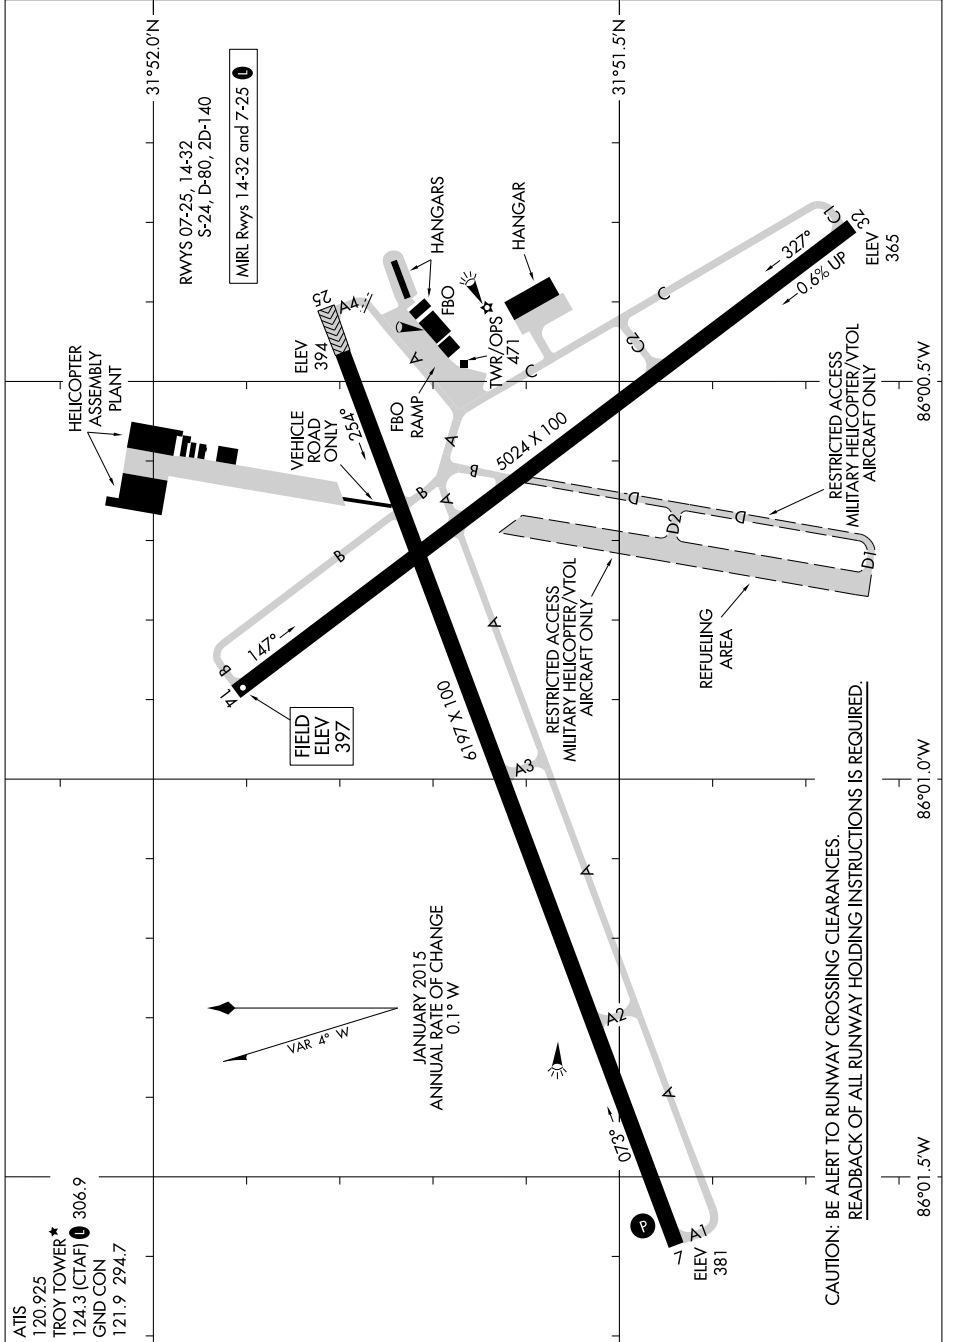 ATIS
120.925
TROY TOWER★
124.3 (CTAF) Ⓛ 306.9
GND CON
121.9 294.7
RWYS 07-25, 14-32
S-24, D-80, 2D-140
MIRL Rwys 14-32 and 7-25 Ⓛ
31°52.0'N
31°51.5'N
86°00.5'W
86°01.0'W
86°01.5'W
HELICOPTER
ASSEMBLY
PLANT
VEHICLE
ROAD
ONLY
ELEV
394
25
254°
A4
HANGARS
FBO
FBO
RAMP
A
TWR/OPS
471
HANGAR
C
C
C2
C1
32
ELEV
365
327°
0.6% UP
5024 X 100
A
B
B
A
B
B
14
147°
FIELD
ELEV
397
6197 X 100
A
A3
A
A2
A
A1
7
ELEV
381
073°
P
D
D2
D
D1
RESTRICTED ACCESS
MILITARY HELICOPTER/VTOL
AIRCRAFT ONLY
RESTRICTED ACCESS
MILITARY HELICOPTER/VTOL
AIRCRAFT ONLY
REFUELING
AREA
VAR 4° W
JANUARY 2015
ANNUAL RATE OF CHANGE
0.1° W
CAUTION: BE ALERT TO RUNWAY CROSSING CLEARANCES.
READBACK OF ALL RUNWAY HOLDING INSTRUCTIONS IS REQUIRED.